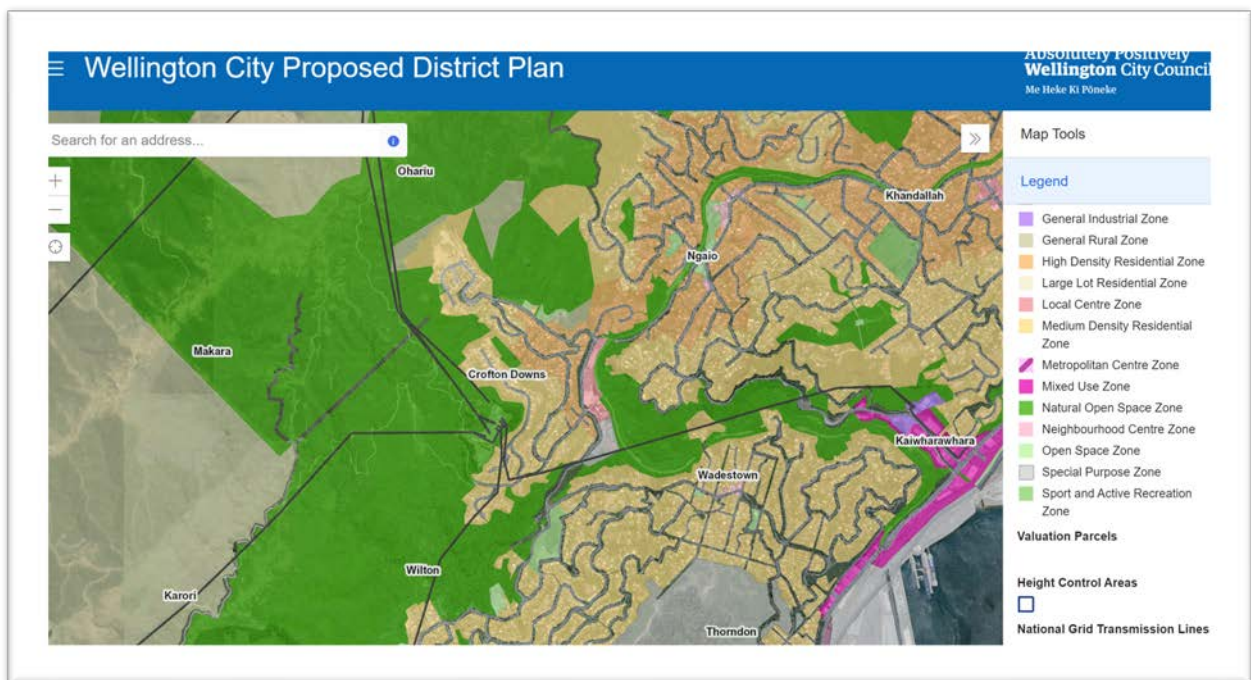 Wellington City Proposed District Plan
Absolutely Positively
Wellington City Council
Me Heke Ki Pōneke
Search for an address...
Map Tools
Legend
General Industrial Zone
General Rural Zone
High Density Residential Zone
Large Lot Residential Zone
Local Centre Zone
Medium Density Residential
Zone
Metropolitan Centre Zone
Mixed Use Zone
Natural Open Space Zone
Neighbourhood Centre Zone
Open Space Zone
Special Purpose Zone
Sport and Active Recreation
Zone
Valuation Parcels
Height Control Areas
National Grid Transmission Lines
Ohariu
Khandallah
Ngaio
Makara
Crofton Downs
Kaiwharawhara
Wadestown
Wilton
Karori
Thorndon